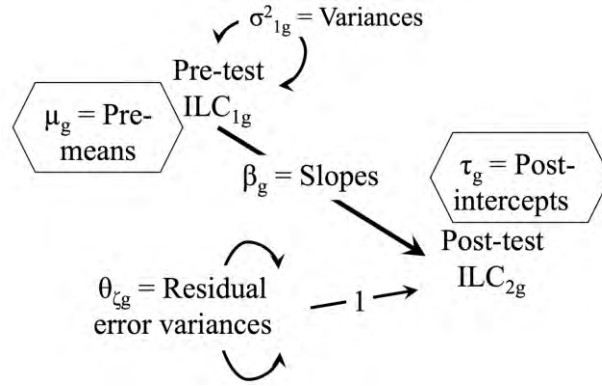 σ²₁g = Variances
Pre-test
ILC₁g
μg = Pre-
means
βg = Slopes
τg = Post-
intercepts
Post-test
ILC₂g
θζg = Residual
error variances
1